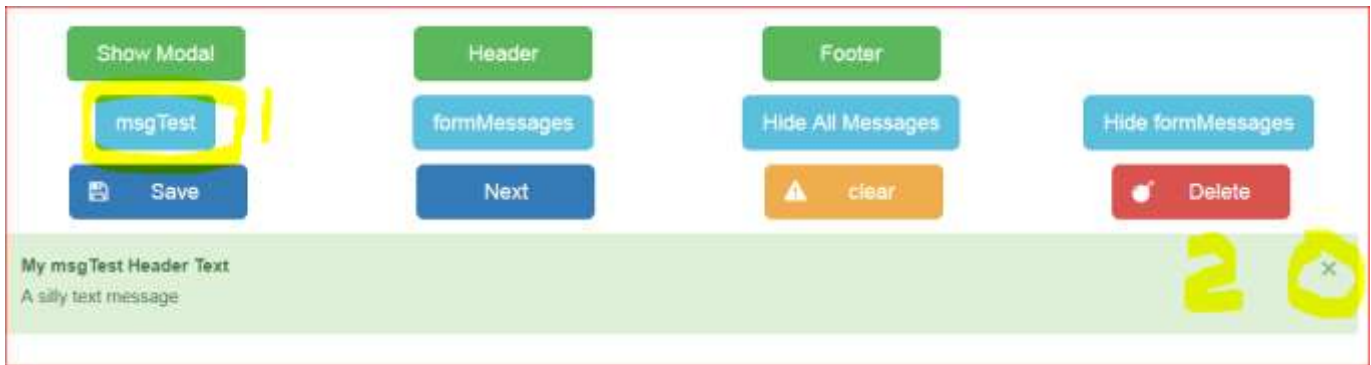 Show Modal Header Footer
msgTest 1 formMessages Hide All Messages Hide formMessages
Save Next clear Delete
My msgTest Header Text
A silly text message
2 ×